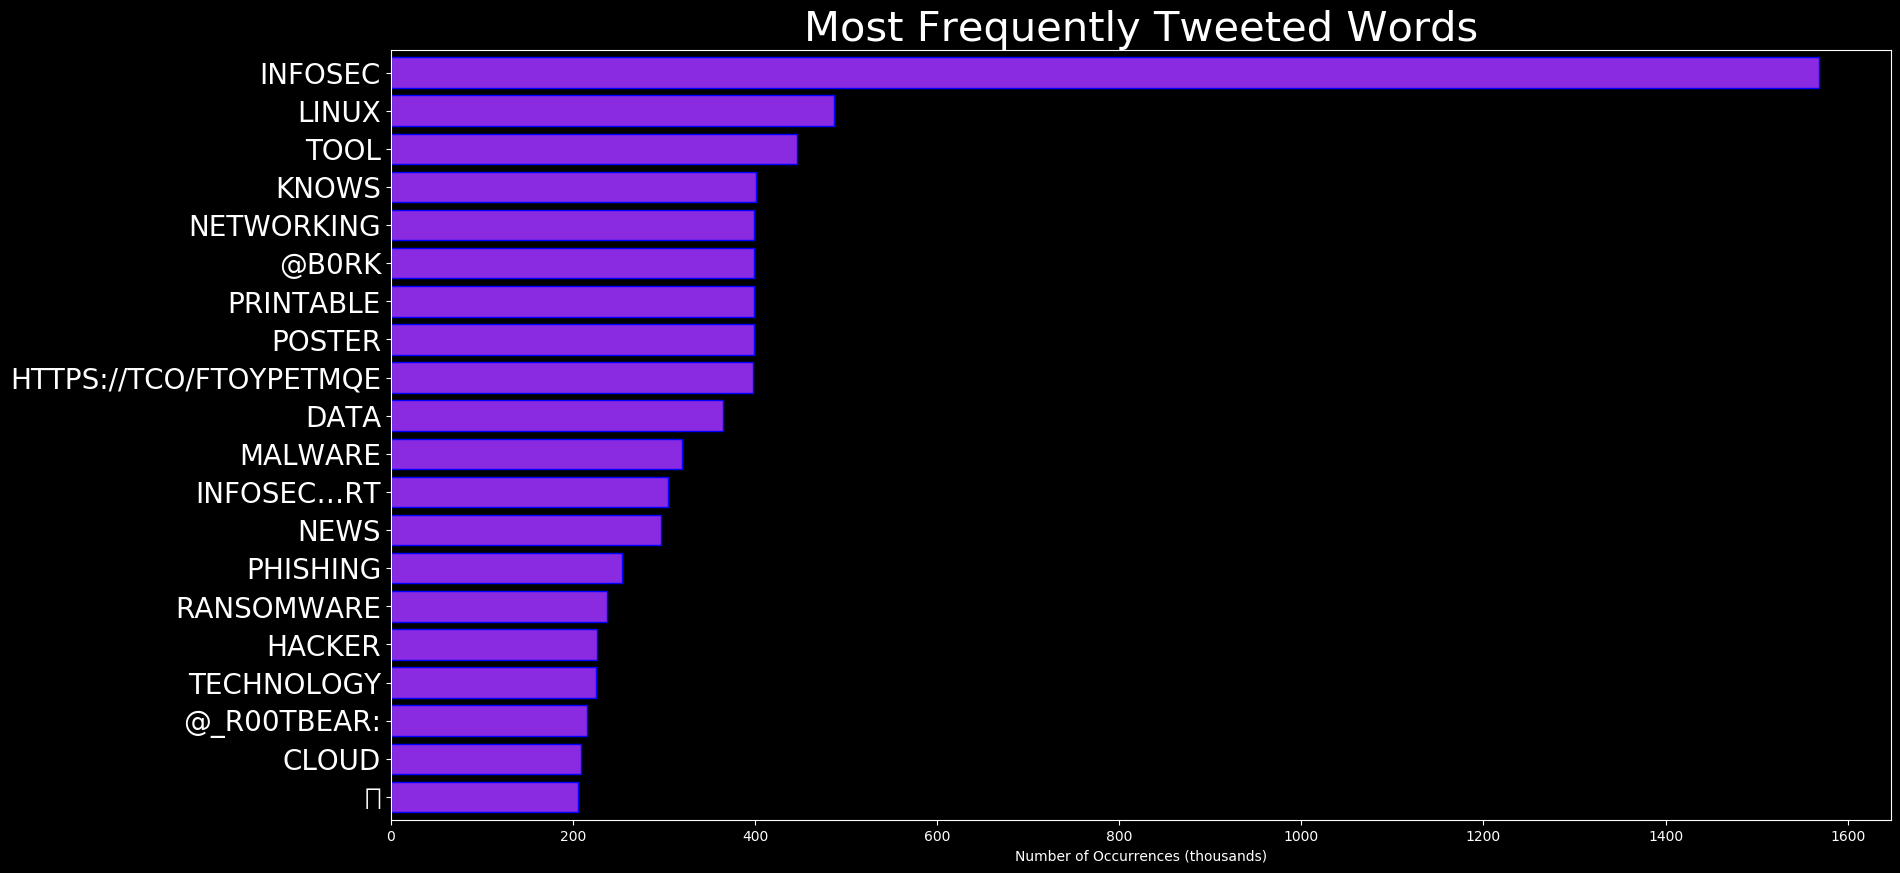 Most Frequently Tweeted Words
INFOSEC
LINUX
TOOL
KNOWS
NETWORKING
@B0RK
PRINTABLE
POSTER
HTTPS://TCO/FTOYPETMQE
DATA
MALWARE
INFOSEC…RT
NEWS
PHISHING
RANSOMWARE
HACKER
TECHNOLOGY
@_R00TBEAR:
CLOUD
0 200 400 600 800 1000 1200 1400 1600
Number of Occurrences (thousands)